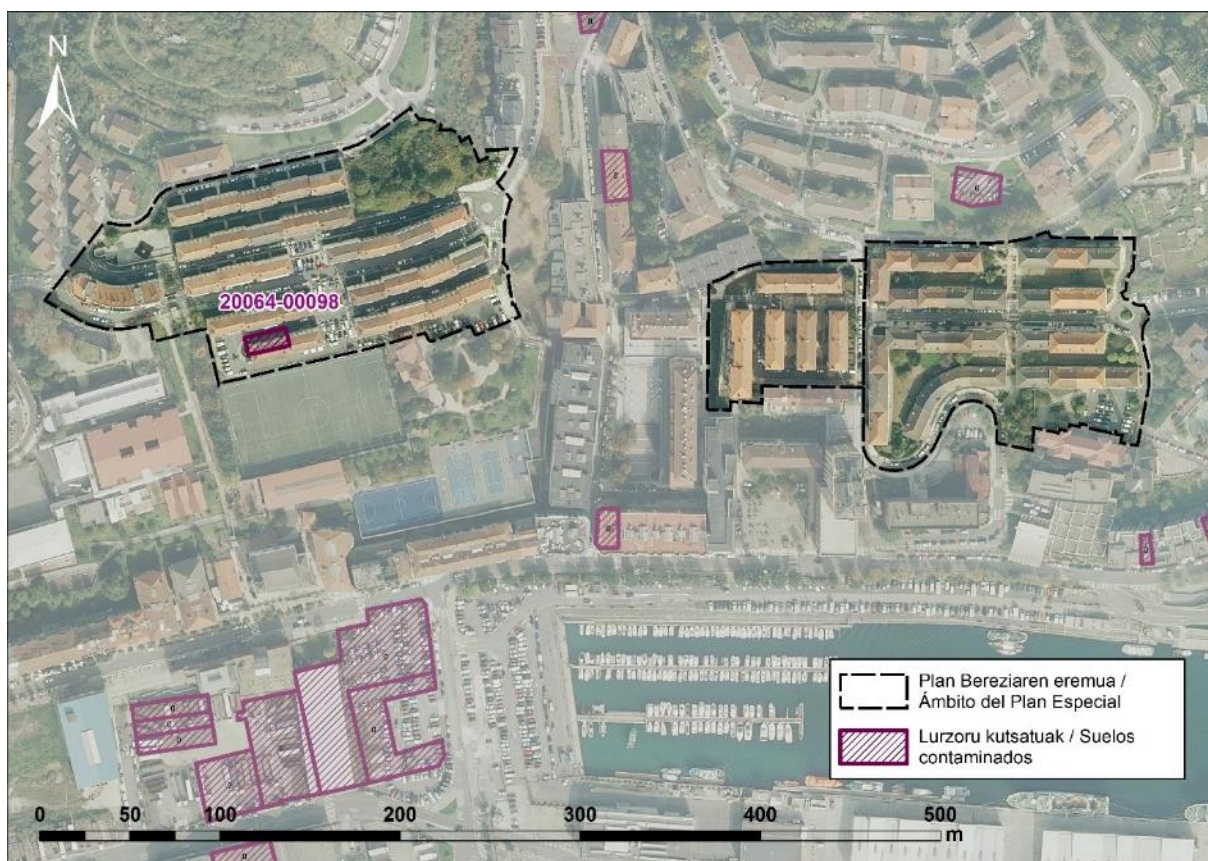 N
20064-00098
Plan Bereziaren eremua /
Ámbito del Plan Especial
Lurzoru kutsatuak / Suelos
contaminados
0 50 100 200 300 400 500
m